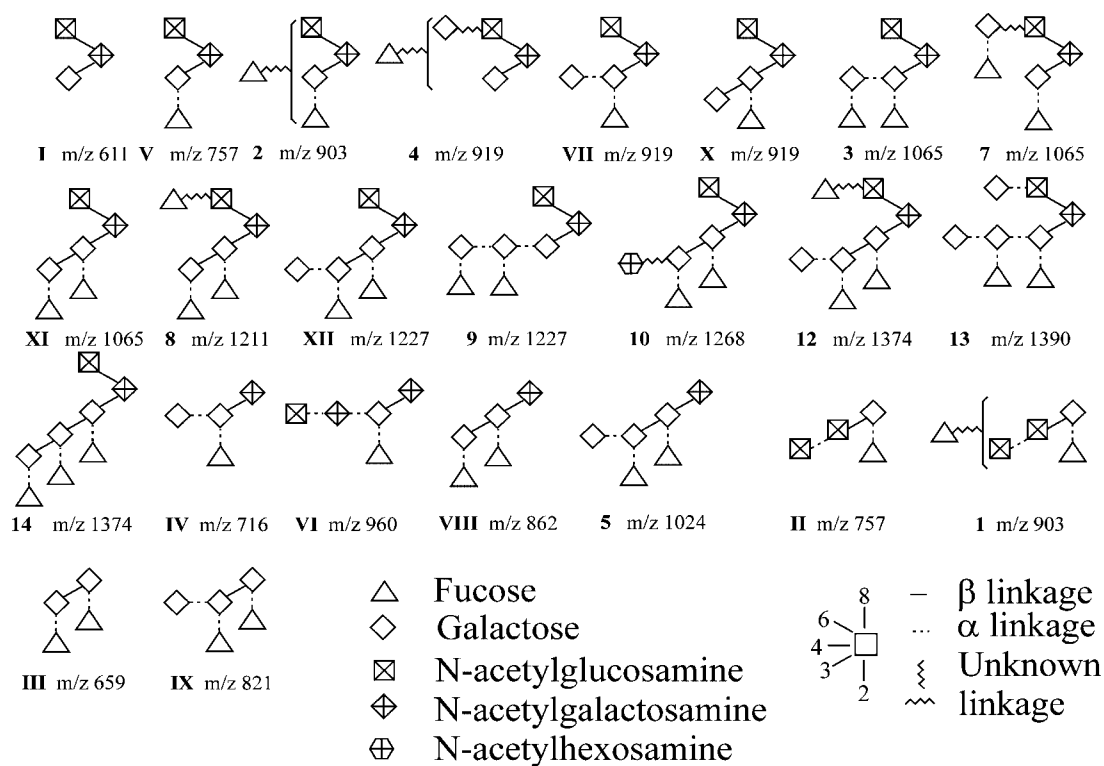 I m/z 611 V m/z 757 2 m/z 903 4 m/z 919 VII m/z 919 X m/z 919 3 m/z 1065 7 m/z 1065
XI m/z 1065 8 m/z 1211 XII m/z 1227 9 m/z 1227 10 m/z 1268 12 m/z 1374 13 m/z 1390
14 m/z 1374 IV m/z 716 VI m/z 960 VIII m/z 862 5 m/z 1024 II m/z 757 1 m/z 903
III m/z 659 IX m/z 821
Fucose
Galactose
N-acetylglucosamine
N-acetylgalactosamine
N-acetylhexosamine
8
6
4
3
2
β linkage
α linkage
Unknown
linkage